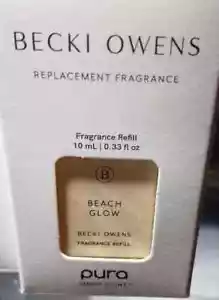 BECKI OWENS
REPLACEMENT FRAGRANCE
Fragrance Refill
10 mL | 0.33 fl oz
B
BEACH
GLOW
BECKI OWENS
FRAGRANCE REFILL
pura